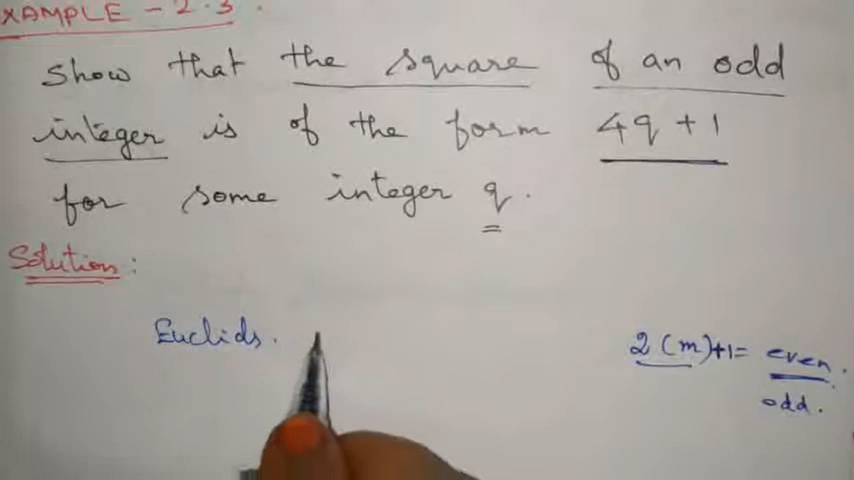 EXAMPLE - 2.3.
Show that the square of an odd
integer is of the form 4q + 1
for some integer q.
Solution:
Euclids.
2(m)+1= even.
odd.